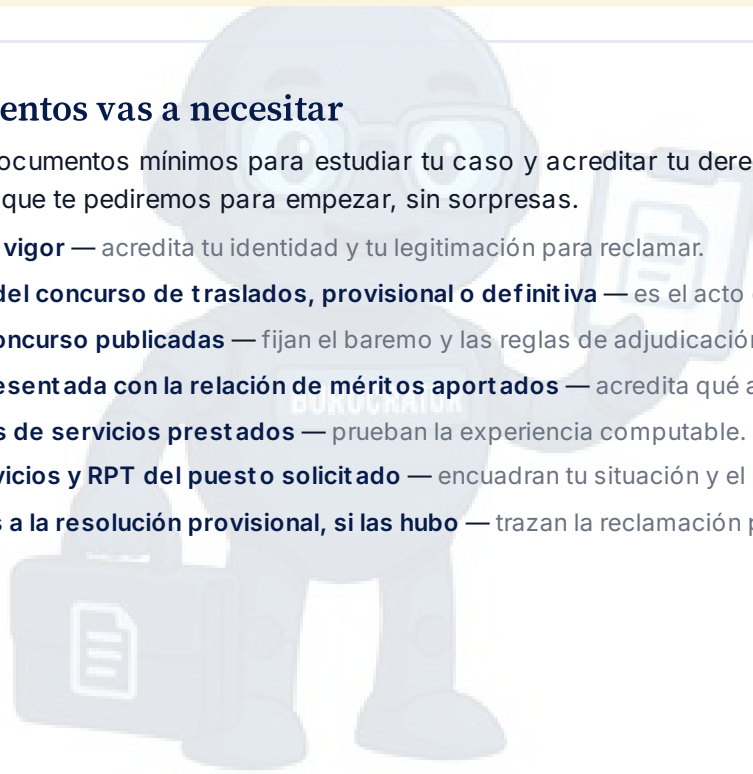 entos vas a necesitar
ocumentos mínimos para estudiar tu caso y acreditar tu dere
que te pediremos para empezar, sin sorpresas.
vigor — acredita tu identidad y tu legitimación para reclamar.
del concurso de traslados, provisional o definitiva — es el acto
oncurso publicadas — fijan el baremo y las reglas de adjudicación
esentada con la relación de méritos aportados — acredita qué a
BUROCRATOR
s de servicios prestados — prueban la experiencia computable.
vicios y RPT del puesto solicitado — encuadran tu situación y el
s a la resolución provisional, si las hubo — trazan la reclamación p